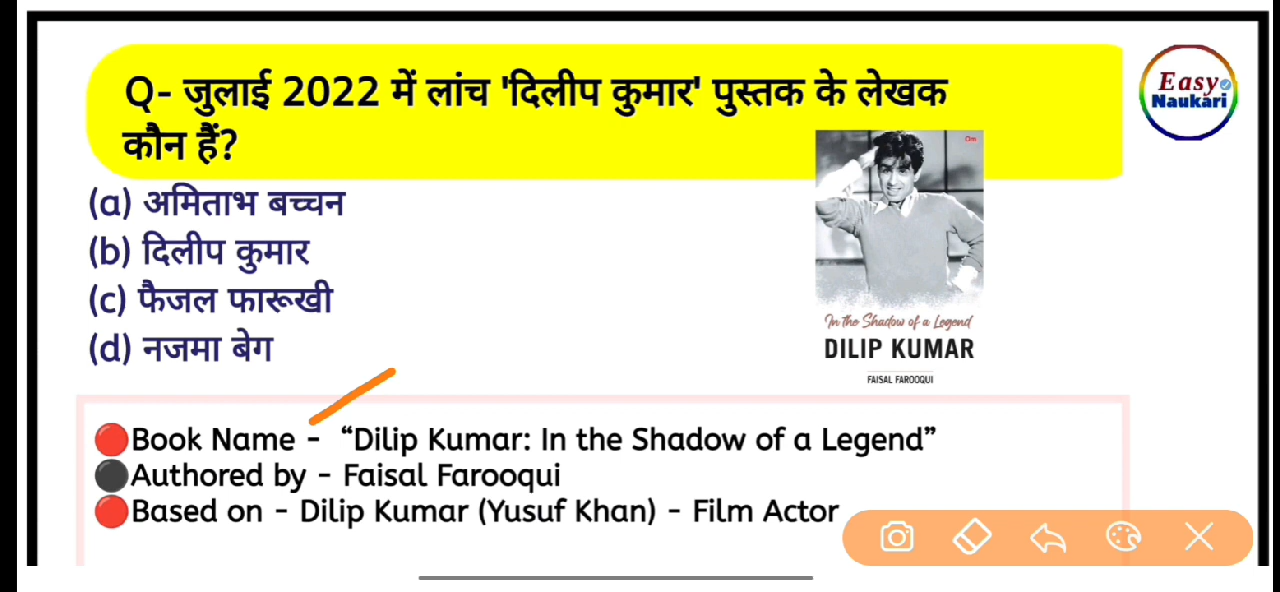 Q- जुलाई 2022 में लांच 'दिलीप कुमार' पुस्तक के लेखक
कौन हैं?
Easy
Naukari
(a) अमिताभ बच्चन
(b) दिलीप कुमार
(c) फैजल फारूखी
(d) नजमा बेग
Om
In the Shadow of a Legend
DILIP KUMAR
FAISAL FAROOQUI
Book Name - “Dilip Kumar: In the Shadow of a Legend”
Authored by - Faisal Farooqui
Based on - Dilip Kumar (Yusuf Khan) - Film Actor